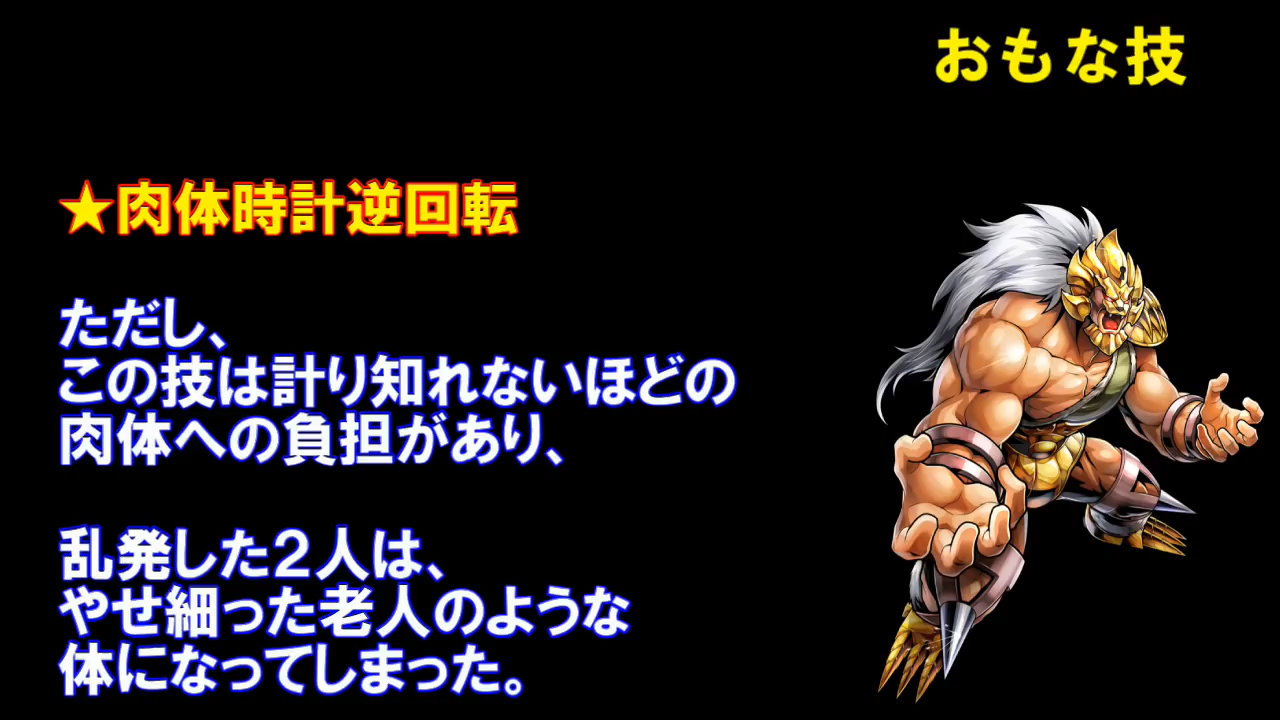 おもな技
★肉体時計逆回転
ただし、
この技は計り知れないほどの
肉体への負担があり、
乱発した２人は、
やせ細った老人のような
体になってしまった。